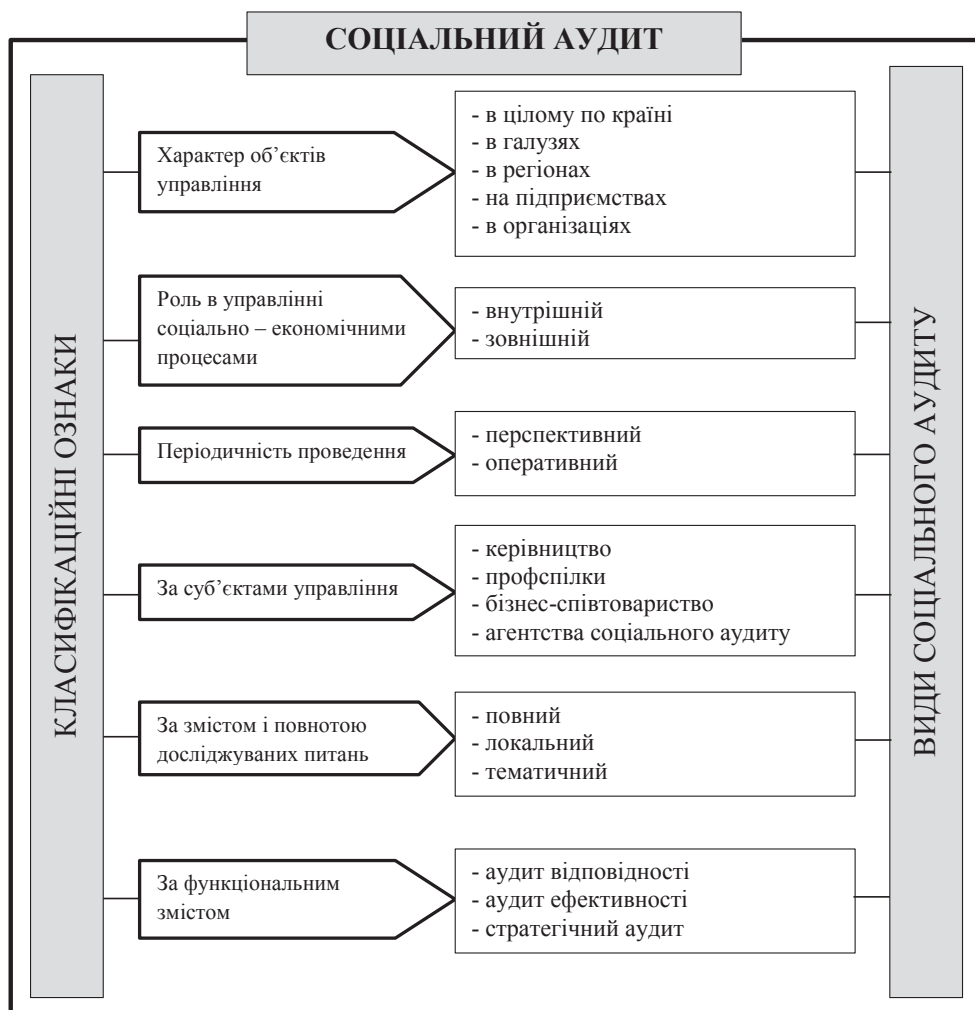 СОЦІАЛЬНИЙ АУДИТ
КЛАСИФІКАЦІЙНІ ОЗНАКИ
Характер об’єктів
управління
- в цілому по країні
- в галузях
- в регіонах
- на підприємствах
- в організаціях
Роль в управлінні
соціально – економічними
процесами
- внутрішній
- зовнішній
Періодичність проведення
- перспективний
- оперативний
За суб’єктами управління
- керівництво
- профспілки
- бізнес-співтовариство
- агентства соціального аудиту
За змістом і повнотою
досліджуваних питань
- повний
- локальний
- тематичний
За функціональним
змістом
- аудит відповідності
- аудит ефективності
- стратегічний аудит
ВИДИ СОЦІАЛЬНОГО АУДИТУ